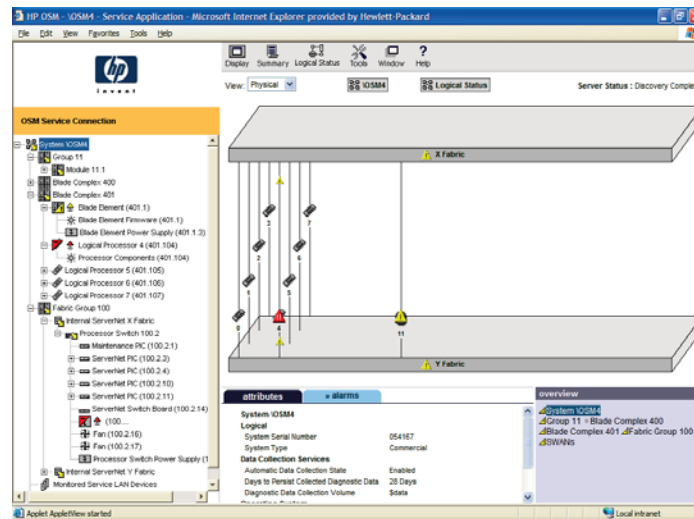 HP OSM - \OSM4 - Service Application - Microsoft Internet Explorer provided by Hewlett-Packard
File Edit View Favorites Tools Help
hp
invent
Display Summary Logical Status Tools Window Help
View: Physical \OSM4 Logical Status Server Status : Discovery Comple
OSM Service Connection
System \OSM4
Group 11
Module 11.1
Blade Complex 400
Blade Complex 401
Blade Element (401.1)
Blade Element Firmware (401.1)
Blade Element Power Supply (401.1.3)
Logical Processor 4 (401.104)
Processor Components (401.104)
Logical Processor 5 (401.105)
Logical Processor 6 (401.106)
Logical Processor 7 (401.107)
Fabric Group 100
Internal ServerNet X Fabric
Processor Switch 100.2
Maintenance PIC (100.2.1)
ServerNet PIC (100.2.3)
ServerNet PIC (100.2.4)
ServerNet PIC (100.2.10)
ServerNet PIC (100.2.11)
ServerNet Switch Board (100.2.14)
(100....
Fan (100.2.16)
Fan (100.2.17)
Processor Switch Power Supply (1
Internal ServerNet Y Fabric
Monitored Service LAN Devices
X Fabric
3 7
2 6
1 5
0 4 11
Y Fabric
attributes
» alarms
System \OSM4
Logical
System Serial Number 054167
System Type Commercial
Data Collection Services
Automatic Data Collection State Enabled
Days to Persist Collected Diagnostic Data 28 Days
Diagnostic Data Collection Volume $data
overview
System \OSM4
Group 11 Blade Complex 400
Blade Complex 401 Fabric Group 100
SWANs
Applet AppletView started
Local intranet